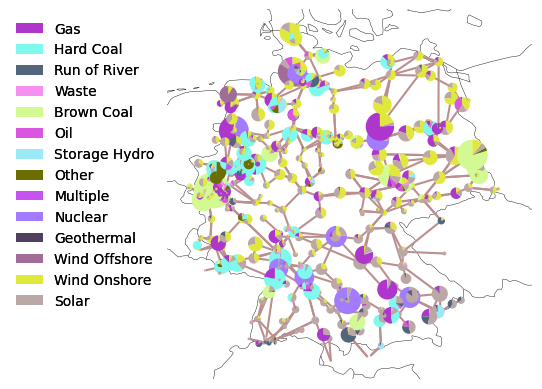 Gas
Hard Coal
Run of River
Waste
Brown Coal
Oil
Storage Hydro
Other
Multiple
Nuclear
Geothermal
Wind Offshore
Wind Onshore
Solar